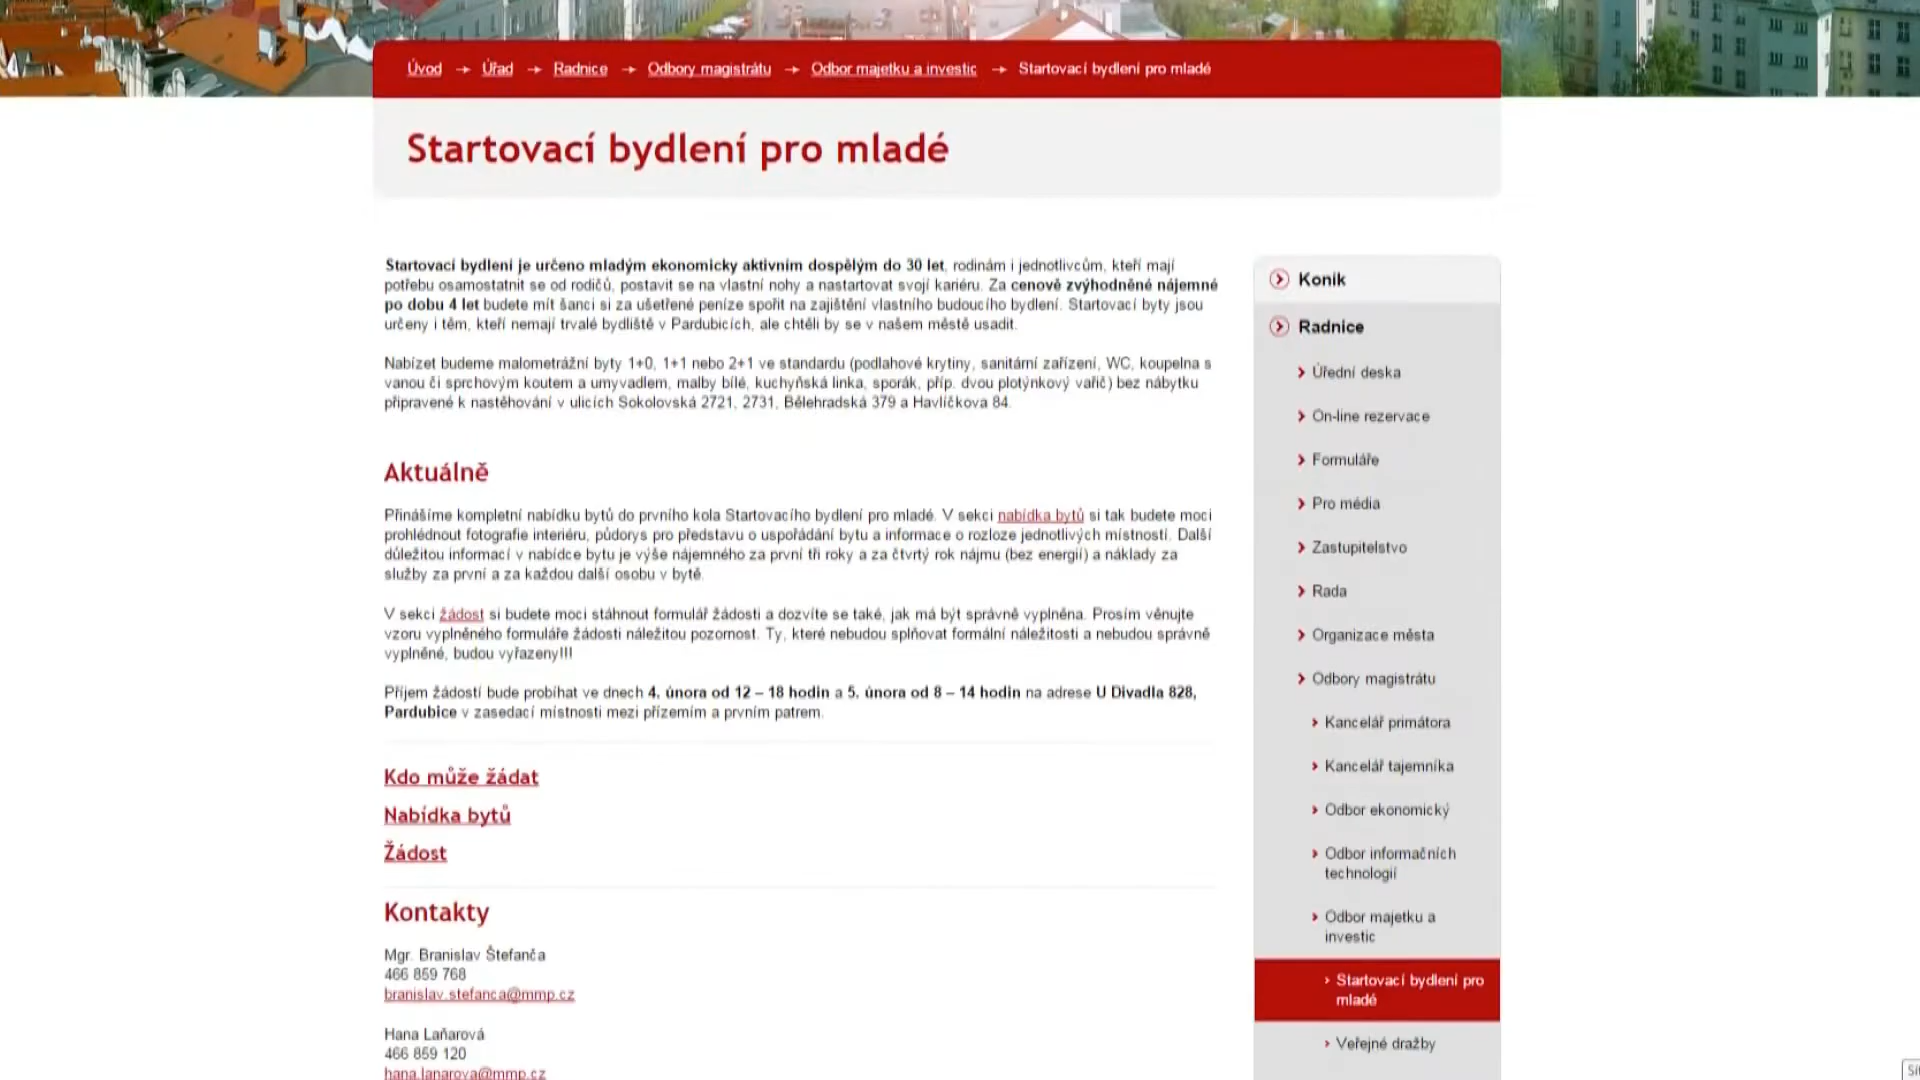 Úvod → Úřad → Radnice → Odbory magistrátu → Odbor majetku a investic → Startovací bydlení pro mladé
Startovací bydlení pro mladé
Startovací bydlení je určeno mladým ekonomicky aktivním dospělým do 30 let, rodinám i jednotlivcům, kteří mají
potřebu osamostatnit se od rodičů, postavit se na vlastní nohy a nastartovat svojí kariéru. Za cenově zvýhodněné nájemné
po dobu 4 let budete mít šanci si za ušetřené peníze spořit na zajištění vlastního budoucího bydlení. Startovací byty jsou
určeny i těm, kteří nemají trvalé bydliště v Pardubicích, ale chtěli by se v našem městě usadit.
Nabízet budeme malometrážní byty 1+0, 1+1 nebo 2+1 ve standardu (podlahové krytiny, sanitární zařízení, WC, koupelna s
vanou či sprchovým koutem a umyvadlem, malby bílé, kuchyňská linka, sporák, příp. dvou plotýnkový vařič) bez nábytku
připravené k nastěhování v ulicích Sokolovská 2721, 2731, Bělehradská 379 a Havlíčkova 84.
Aktuálně
Přinášíme kompletní nabídku bytů do prvního kola Startovacího bydlení pro mladé. V sekci nabídka bytů si tak budete moci
prohlédnout fotografie interiéru, půdorys pro představu o uspořádání bytu a informace o rozloze jednotlivých místností. Další
důležitou informací v nabídce bytu je výše nájemného za první tři roky a za čtvrtý rok nájmu (bez energií) a náklady za
služby za první a za každou další osobu v bytě.
V sekci žádost si budete moci stáhnout formulář žádosti a dozvíte se také, jak má být správně vyplněna. Prosím věnujte
vzoru vyplněného formuláře žádosti náležitou pozornost. Ty, které nebudou splňovat formální náležitosti a nebudou správně
vyplněné, budou vyřazeny!!!
Příjem žádostí bude probíhat ve dnech 4. února od 12 – 18 hodin a 5. února od 8 – 14 hodin na adrese U Divadla 828,
Pardubice v zasedací místnosti mezi přízemím a prvním patrem.
Kdo může žádat
Nabídka bytů
Žádost
Kontakty
Mgr. Branislav Štefanča
466 859 768
branislav.stefanca@mmp.cz
Hana Laňarová
466 859 120
hana.lanarova@mmp.cz
Koník
Radnice
Úřední deska
On-line rezervace
Formuláře
Pro média
Zastupitelstvo
Rada
Organizace města
Odbory magistrátu
Kancelář primátora
Kancelář tajemníka
Odbor ekonomický
Odbor informačních
technologií
Odbor majetku a
investic
Startovací bydlení pro
mladé
Veřejné dražby